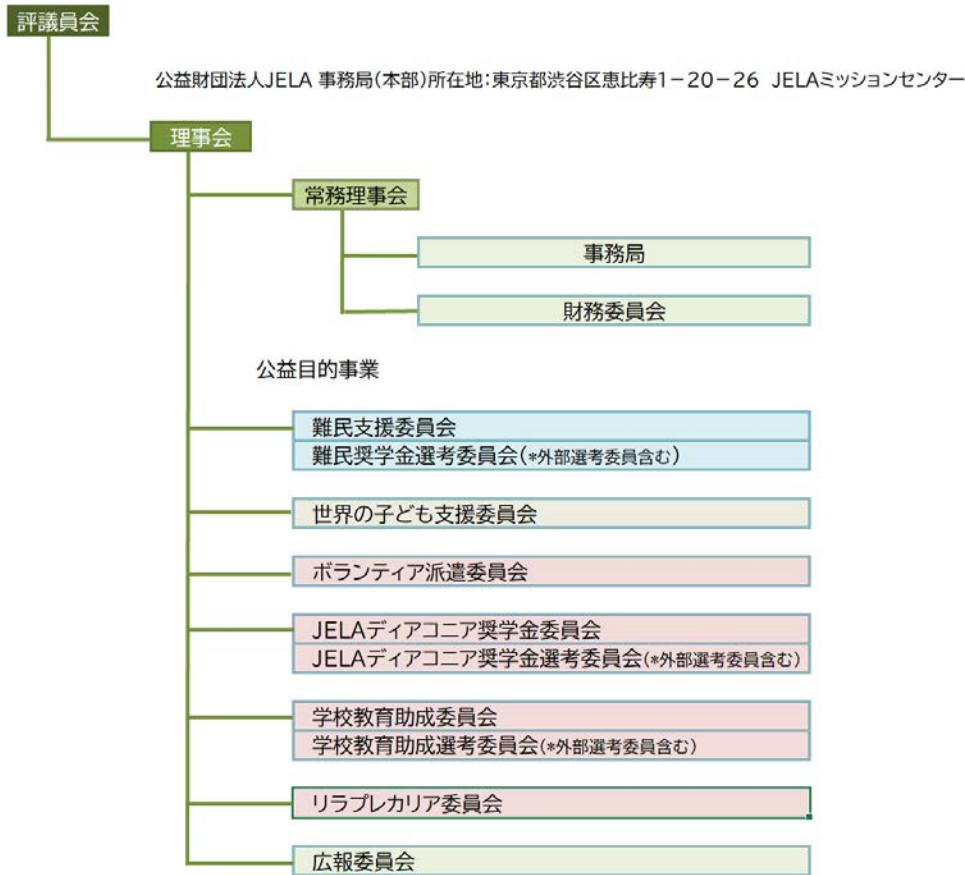 評議員会
公益財団法人JELA 事務局(本部)所在地:東京都渋谷区恵比寿1-20-26 JELAミッションセンター
理事会
常務理事会
事務局
財務委員会
公益目的事業
難民支援委員会
難民奨学金選考委員会(*外部選考委員含む)
世界の子ども支援委員会
ボランティア派遣委員会
JELAディアコニア奨学金委員会
JELAディアコニア奨学金選考委員会(*外部選考委員含む)
学校教育助成委員会
学校教育助成選考委員会(*外部選考委員含む)
リラプレカリア委員会
広報委員会